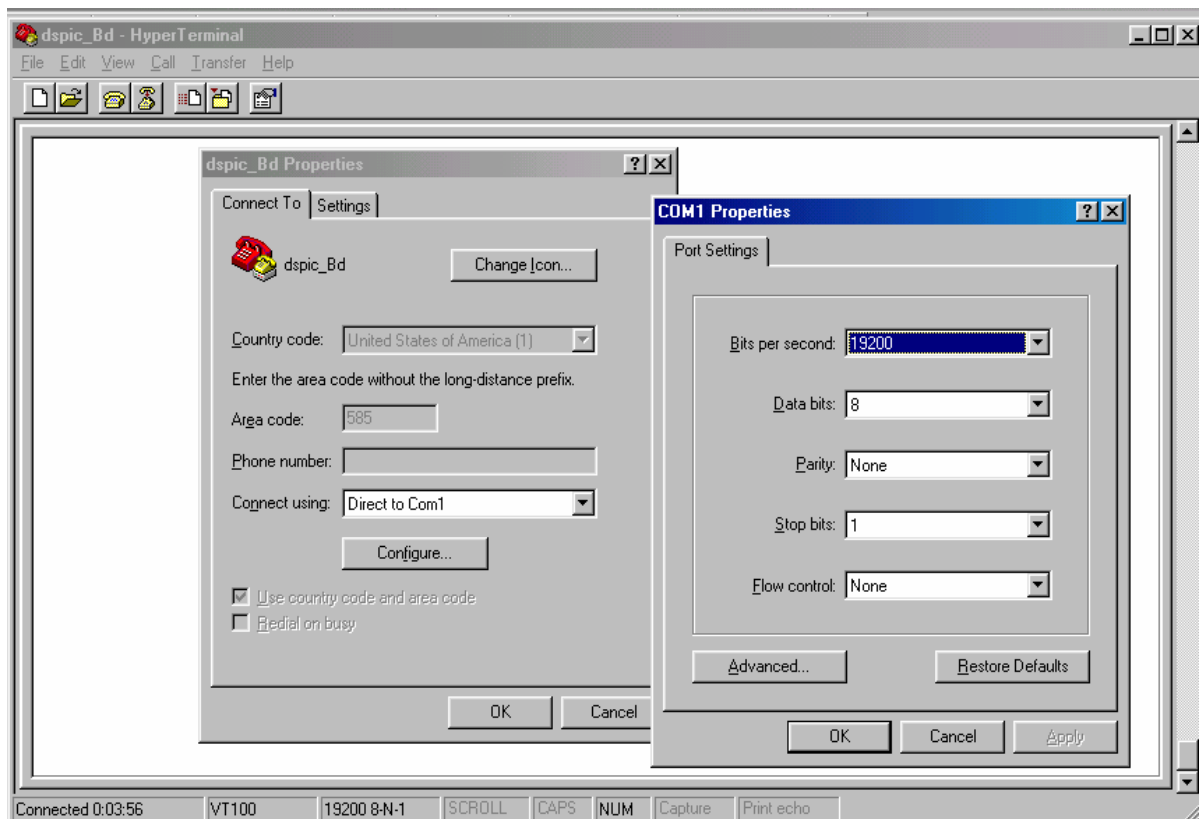 dspic_Bd - HyperTerminal
File Edit View Call Transfer Help
dspic_Bd Properties
Connect To Settings
dspic_Bd
Change Icon...
Country code: United States of America (1)
Enter the area code without the long-distance prefix.
Area code: 585
Phone number:
Connect using: Direct to Com1
Configure...
Use country code and area code
Redial on busy
OK Cancel
COM1 Properties
Port Settings
Bits per second: 19200
Data bits: 8
Parity: None
Stop bits: 1
Flow control: None
Advanced... Restore Defaults
OK Cancel Apply
Connected 0:03:56 VT100 19200 8-N-1 SCROLL CAPS NUM Capture Print echo